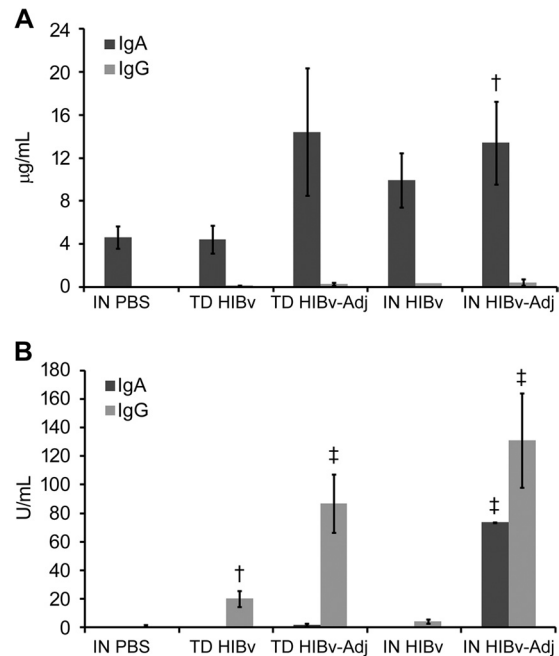 A
IgA
IgG
24
20
16
12
8
4
0
µg/mL
†
IN PBS TD HIBv TD HIBv-Adj IN HIBv IN HIBv-Adj
B
IgA
IgG
180
160
140
120
100
80
60
40
20
0
U/mL
† ‡ ‡ ‡
IN PBS TD HIBv TD HIBv-Adj IN HIBv IN HIBv-Adj